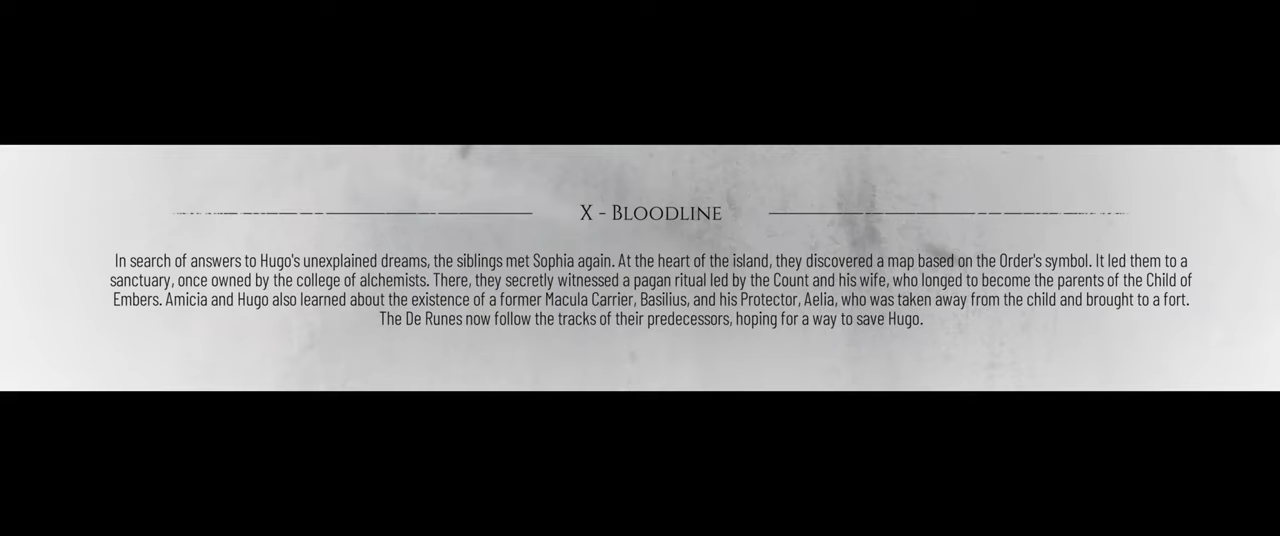 X - Bloodline
In search of answers to Hugo's unexplained dreams, the siblings met Sophia again. At the heart of the island, they discovered a map based on the Order's symbol. It led them to a
sanctuary, once owned by the college of alchemists. There, they secretly witnessed a pagan ritual led by the Count and his wife, who longed to become the parents of the Child of
Embers. Amicia and Hugo also learned about the existence of a former Macula Carrier, Basilius, and his Protector, Aelia, who was taken away from the child and brought to a fort.
The De Runes now follow the tracks of their predecessors, hoping for a way to save Hugo.